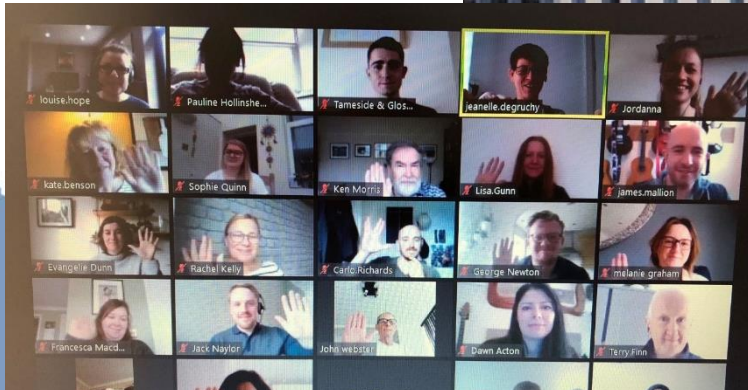 louise.hope
Pauline Hollinshe...
Tameside & Glos...
jeanelle.degruchy
Jordanna
kate.benson
Sophie Quinn
Ken Morris
Lisa.Gunn
james.mallion
Evangelie Dunn
Rachel Kelly
Carlo.Richards
George Newton
melanie.graham
Francesca Macd...
Jack Naylor
John webster
Dawn Acton
Terry Finn